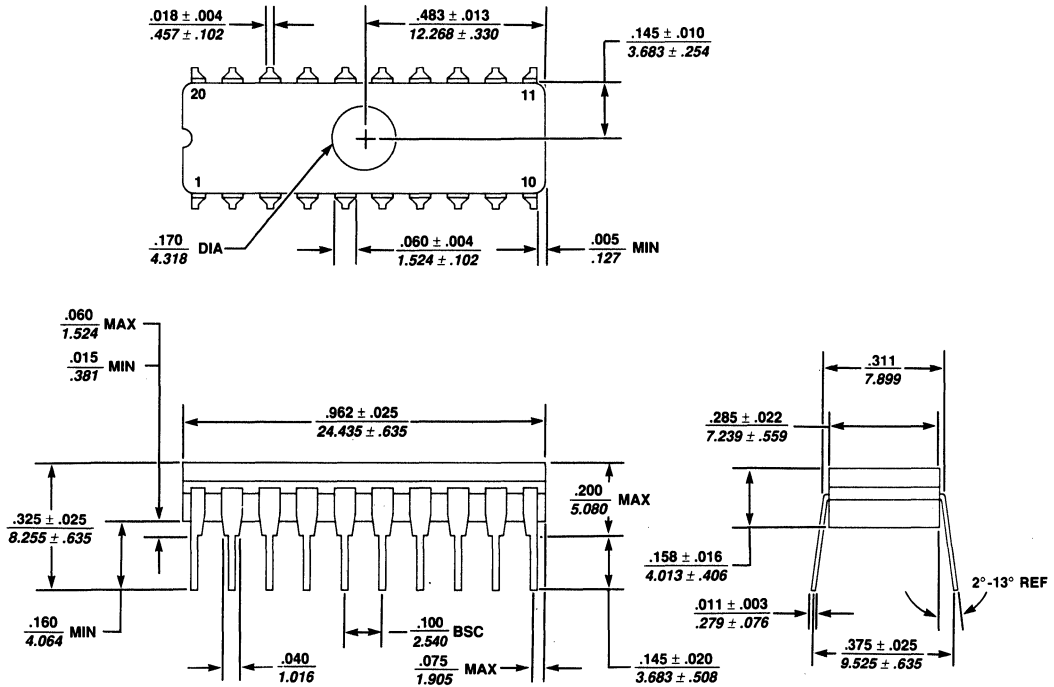 .018 ± .004
.457 ± .102
.483 ± .013
12.268 ± .330
.145 ± .010
3.683 ± .254
20
11
1
10
.170 DIA
4.318
.060 ± .004
1.524 ± .102
.005 MIN
.127
.060 MAX
1.524
.015 MIN
.381
.962 ± .025
24.435 ± .635
.325 ± .025
8.255 ± .635
.200 MAX
5.080
.160 MIN
4.064
.100 BSC
2.540
.040
1.016
.075 MAX
1.905
.145 ± .020
3.683 ± .508
.311
7.899
.285 ± .022
7.239 ± .559
.158 ± .016
4.013 ± .406
2°-13° REF
.011 ± .003
.279 ± .076
.375 ± .025
9.525 ± .635